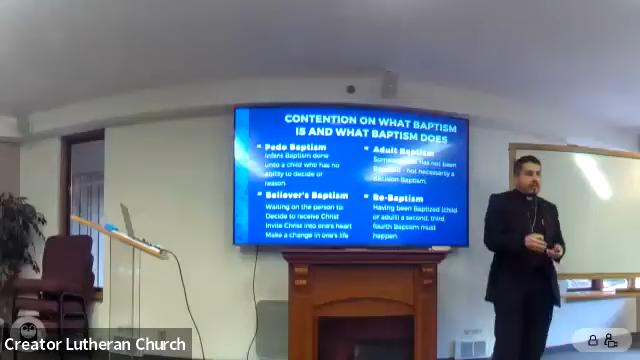 CONTENTION ON WHAT BAPTISM
IS AND WHAT BAPTISM DOES
Pedo Baptism
Infant Baptism done
unto a child who has no
ability to decide or
reason.
Believer's Baptism
Waiting on the person to
Decide to receive Christ
Invite Christ into one's heart
Make a change in one's life
Adult Baptism
Someone who has not been
Baptized - not necessarily a
decision Baptism.
Re-Baptism
Having been Baptized (child
or adult) a second, third
fourth Baptism must
happen.
Creator Lutheran Church